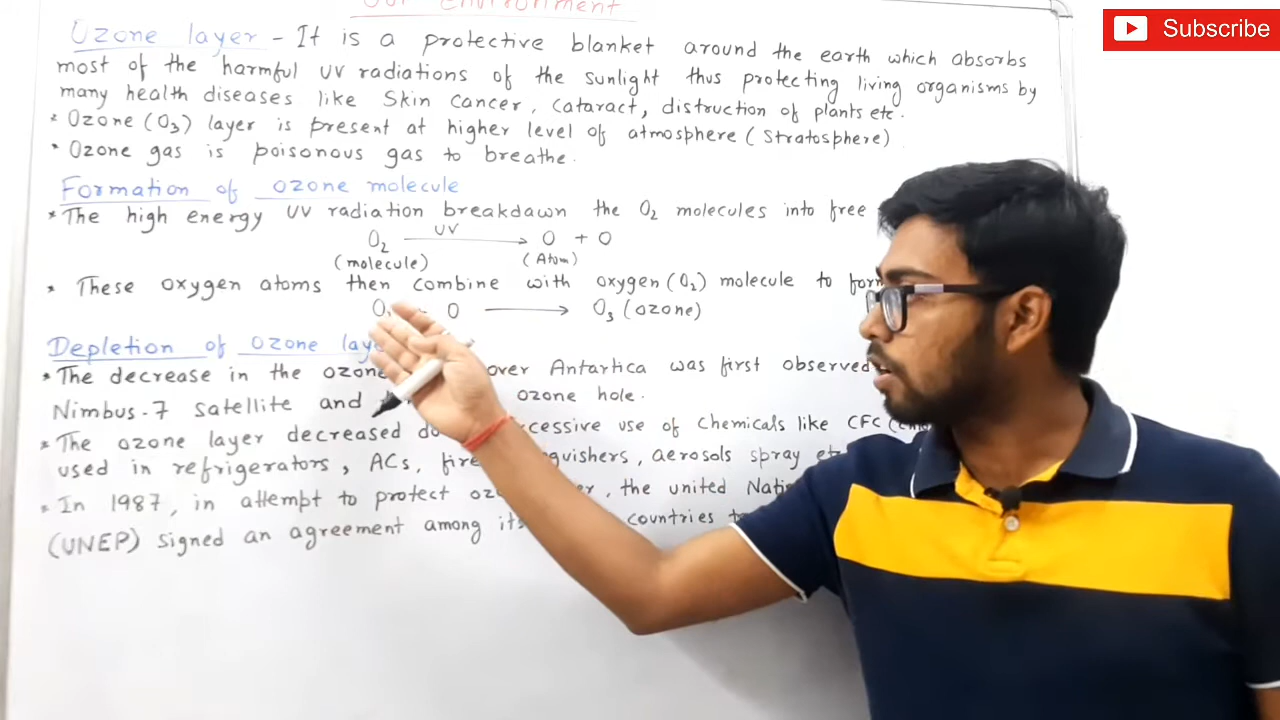 Our Environment
Subscribe
Ozone layer - It is a protective blanket around the earth which absorbs
most of the harmful UV radiations of the sunlight thus protecting living organisms by
many health diseases like Skin Cancer, Cataract, distruction of plants etc.
* Ozone (O3) layer is present at higher level of atmosphere (Stratosphere)
* Ozone gas is poisonous gas to breathe.
Formation of ozone molecule
* The high energy UV radiation breakdawn the O2 molecules into free
UV
O2 → O + O
(molecule) (Atom)
* These oxygen atoms then combine with oxygen (O2) molecule to form
O → O3 (ozone)
Depletion of ozone
* The decrease in the ozone over Antartica was first observed
Nimbus-7 satellite and ozone hole.
* The ozone layer decreased use of Chemicals like CFC
used in refrigerators, ACs, aerosols spray etc
* In 1987, in attempt to protect the united
(UNEP) signed an agreement among countries